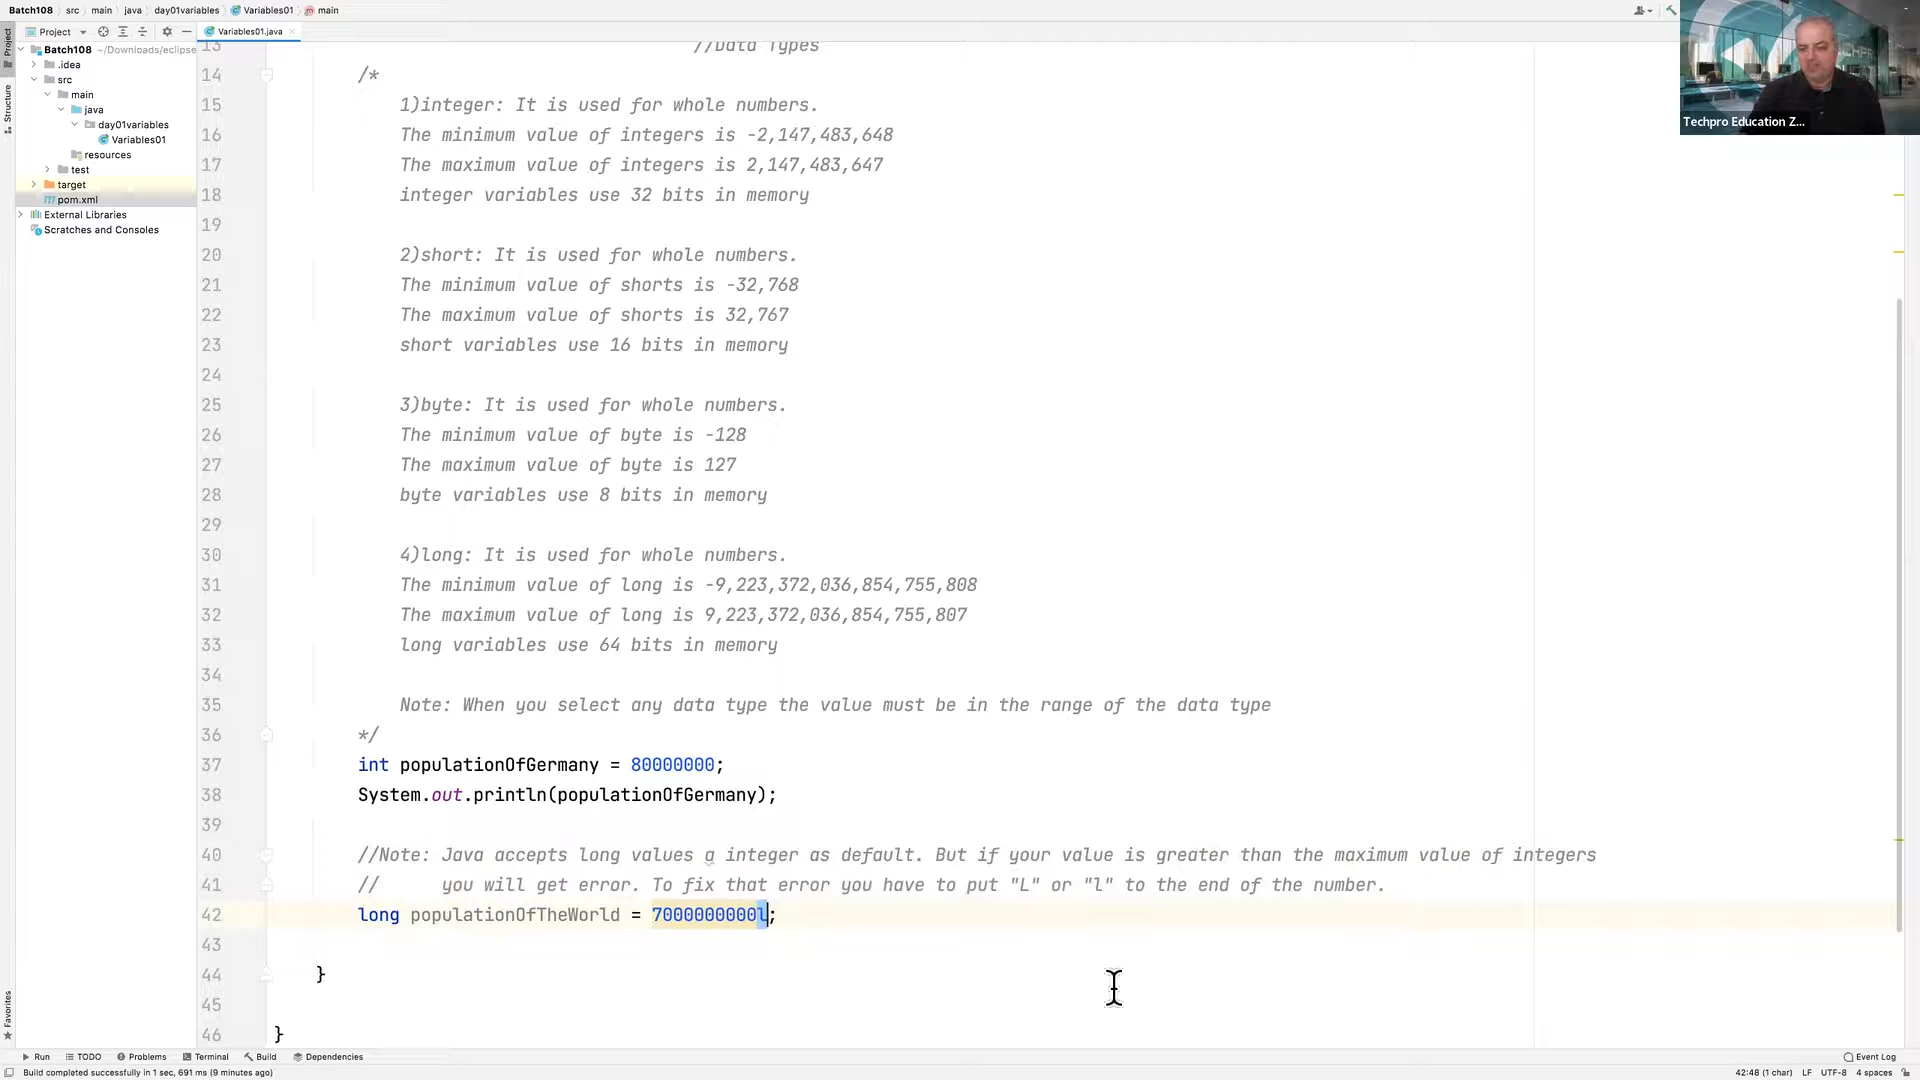 Batch108 src main java day01variables Variables01 main
Project
Variables01.java
Batch108 ~/Downloads/eclipse
.idea
src
main
java
day01variables
Variables01
resources
test
target
pom.xml
External Libraries
Scratches and Consoles
Project
Structure
Favorites
13 //Data Types
14 /*
15 1)integer: It is used for whole numbers.
16 The minimum value of integers is -2,147,483,648
17 The maximum value of integers is 2,147,483,647
18 integer variables use 32 bits in memory
19
20 2)short: It is used for whole numbers.
21 The minimum value of shorts is -32,768
22 The maximum value of shorts is 32,767
23 short variables use 16 bits in memory
24
25 3)byte: It is used for whole numbers.
26 The minimum value of byte is -128
27 The maximum value of byte is 127
28 byte variables use 8 bits in memory
29
30 4)long: It is used for whole numbers.
31 The minimum value of long is -9,223,372,036,854,755,808
32 The maximum value of long is 9,223,372,036,854,755,807
33 long variables use 64 bits in memory
34
35 Note: When you select any data type the value must be in the range of the data type
36 */
37 int populationOfGermany = 80000000;
38 System.out.println(populationOfGermany);
39
40 //Note: Java accepts long values a integer as default. But if your value is greater than the maximum value of integers
41 // you will get error. To fix that error you have to put "L" or "l" to the end of the number.
42 long populationOfTheWorld = 7000000000l;
43
44 }
45
46 }
Techpro Education Z...
Run TODO Problems Terminal Build Dependencies Event Log
Build completed successfully in 1 sec, 691 ms (9 minutes ago) 42:48 (1 char) LF UTF-8 4 spaces